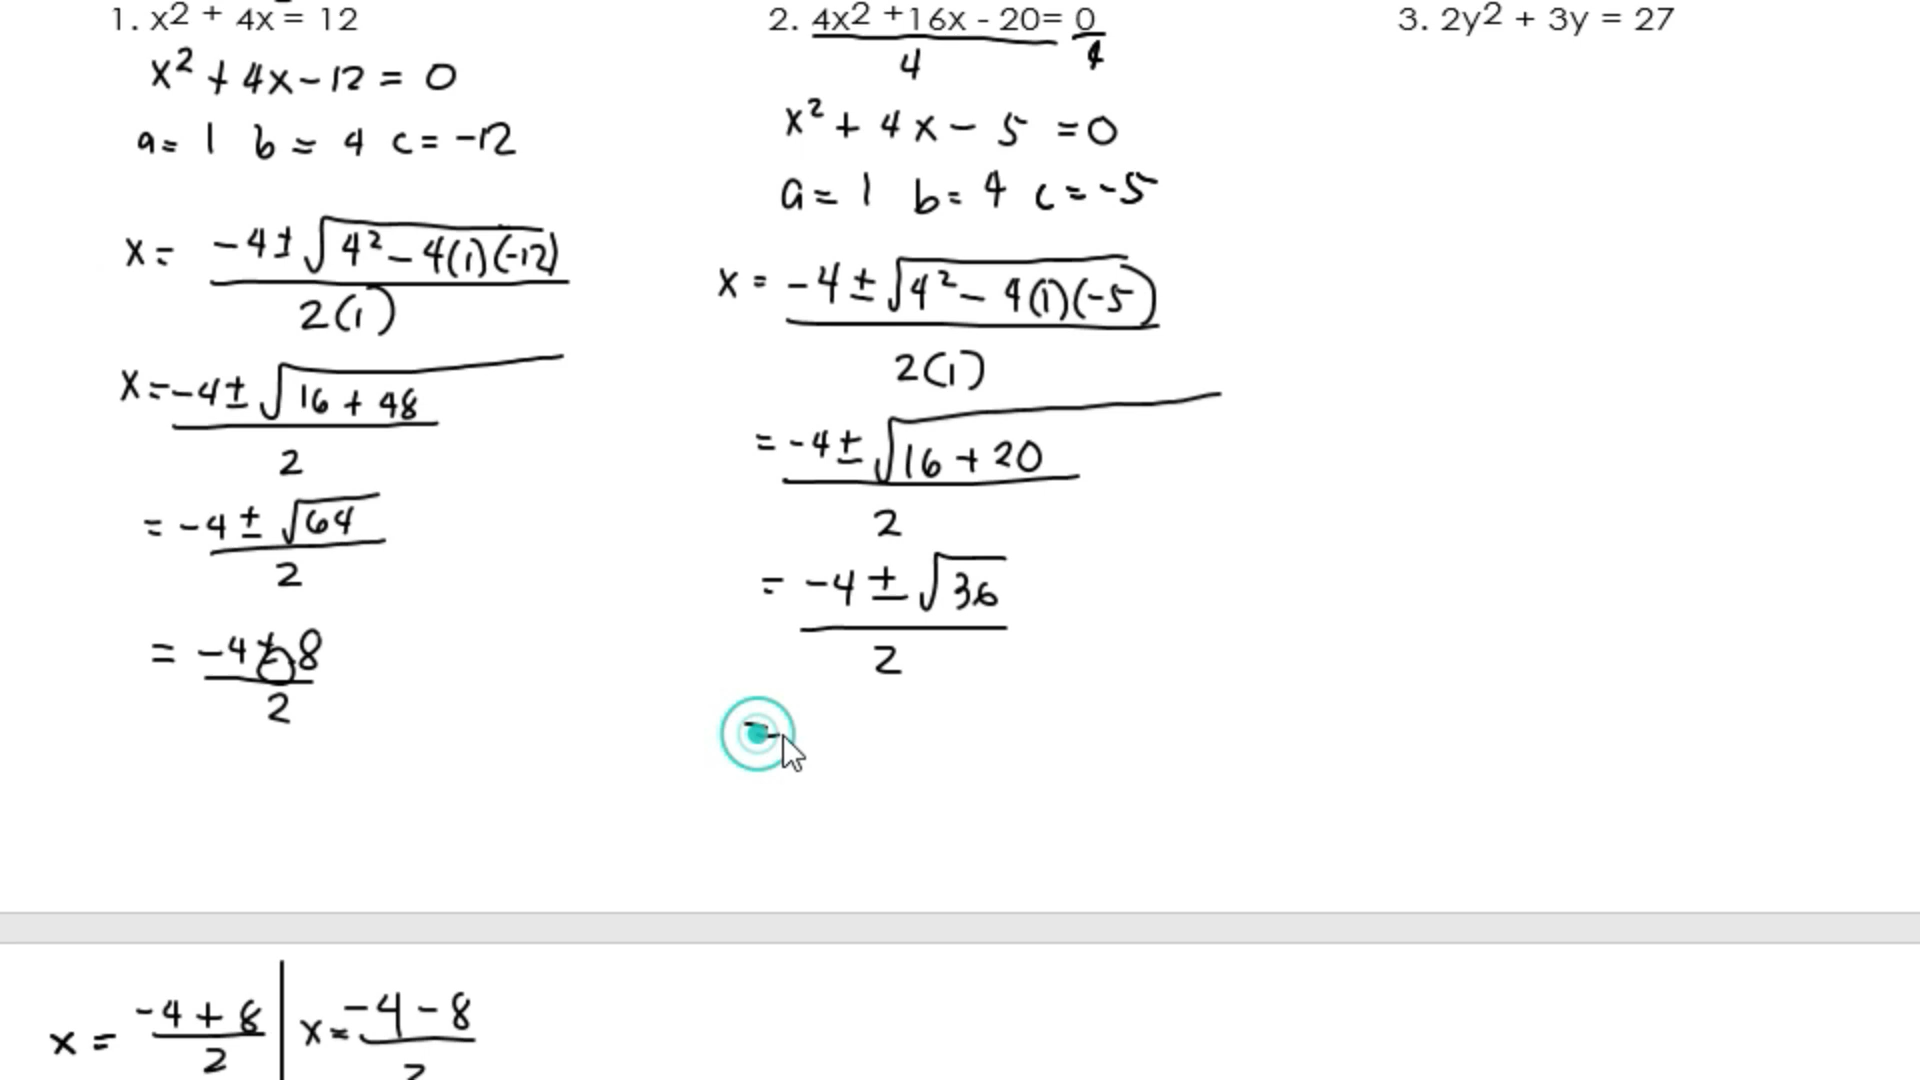 1. x2 + 4x = 12
x² + 4x - 12 = 0
a = 1 b = 4 c = -12
x = -4 ± √4² - 4(1)(-12)
2(1)
x = -4 ± √16 + 48
2
= -4 ± √64
2
= -4 ± 8
2
2. 4x2 +16x - 20= 0
4 4
x² + 4x - 5 = 0
a = 1 b = 4 c = -5
x = -4 ± √4² - 4(1)(-5)
2(1)
= -4 ± √16 + 20
2
= -4 ± √36
2
=
3. 2y2 + 3y = 27
x = -4 + 8 | x = -4 - 8
2 2